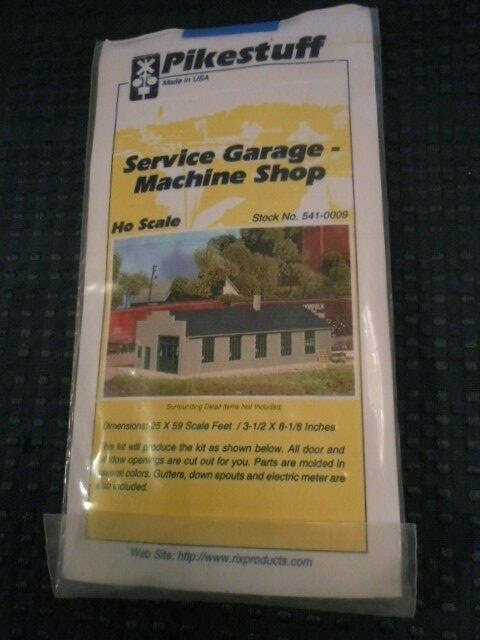 Pikestuff
Made in USA
Service Garage -
Machine Shop
Ho Scale
Stock No. 541-0009
NORFOLK
Surrounding Detail Items Not Included.
Dimensions: 25 X 59 Scale Feet / 3-1/2 X 8-1/8 Inches
This kit will produce the kit as shown below. All door and
window openings are cut out for you. Parts are molded in
several colors. Gutters, down spouts and electric meter are
also included.
Web Site: http://www.rixproducts.com